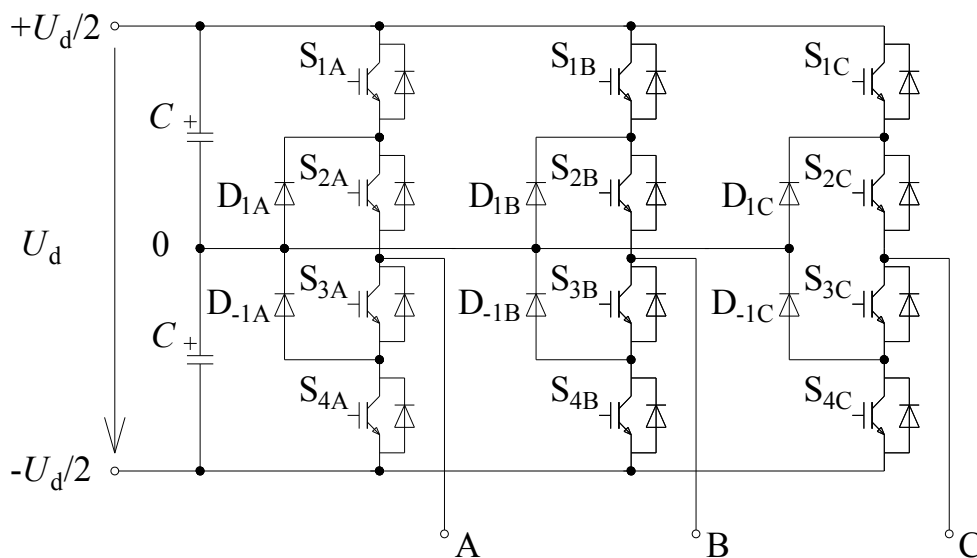 +U_d/2
S_1A S_1B S_1C
C +
S_2A S_2B S_2C
D_1A D_1B D_1C
U_d 0
S_3A S_3B S_3C
D_-1A D_-1B D_-1C
C +
S_4A S_4B S_4C
-U_d/2
A B C